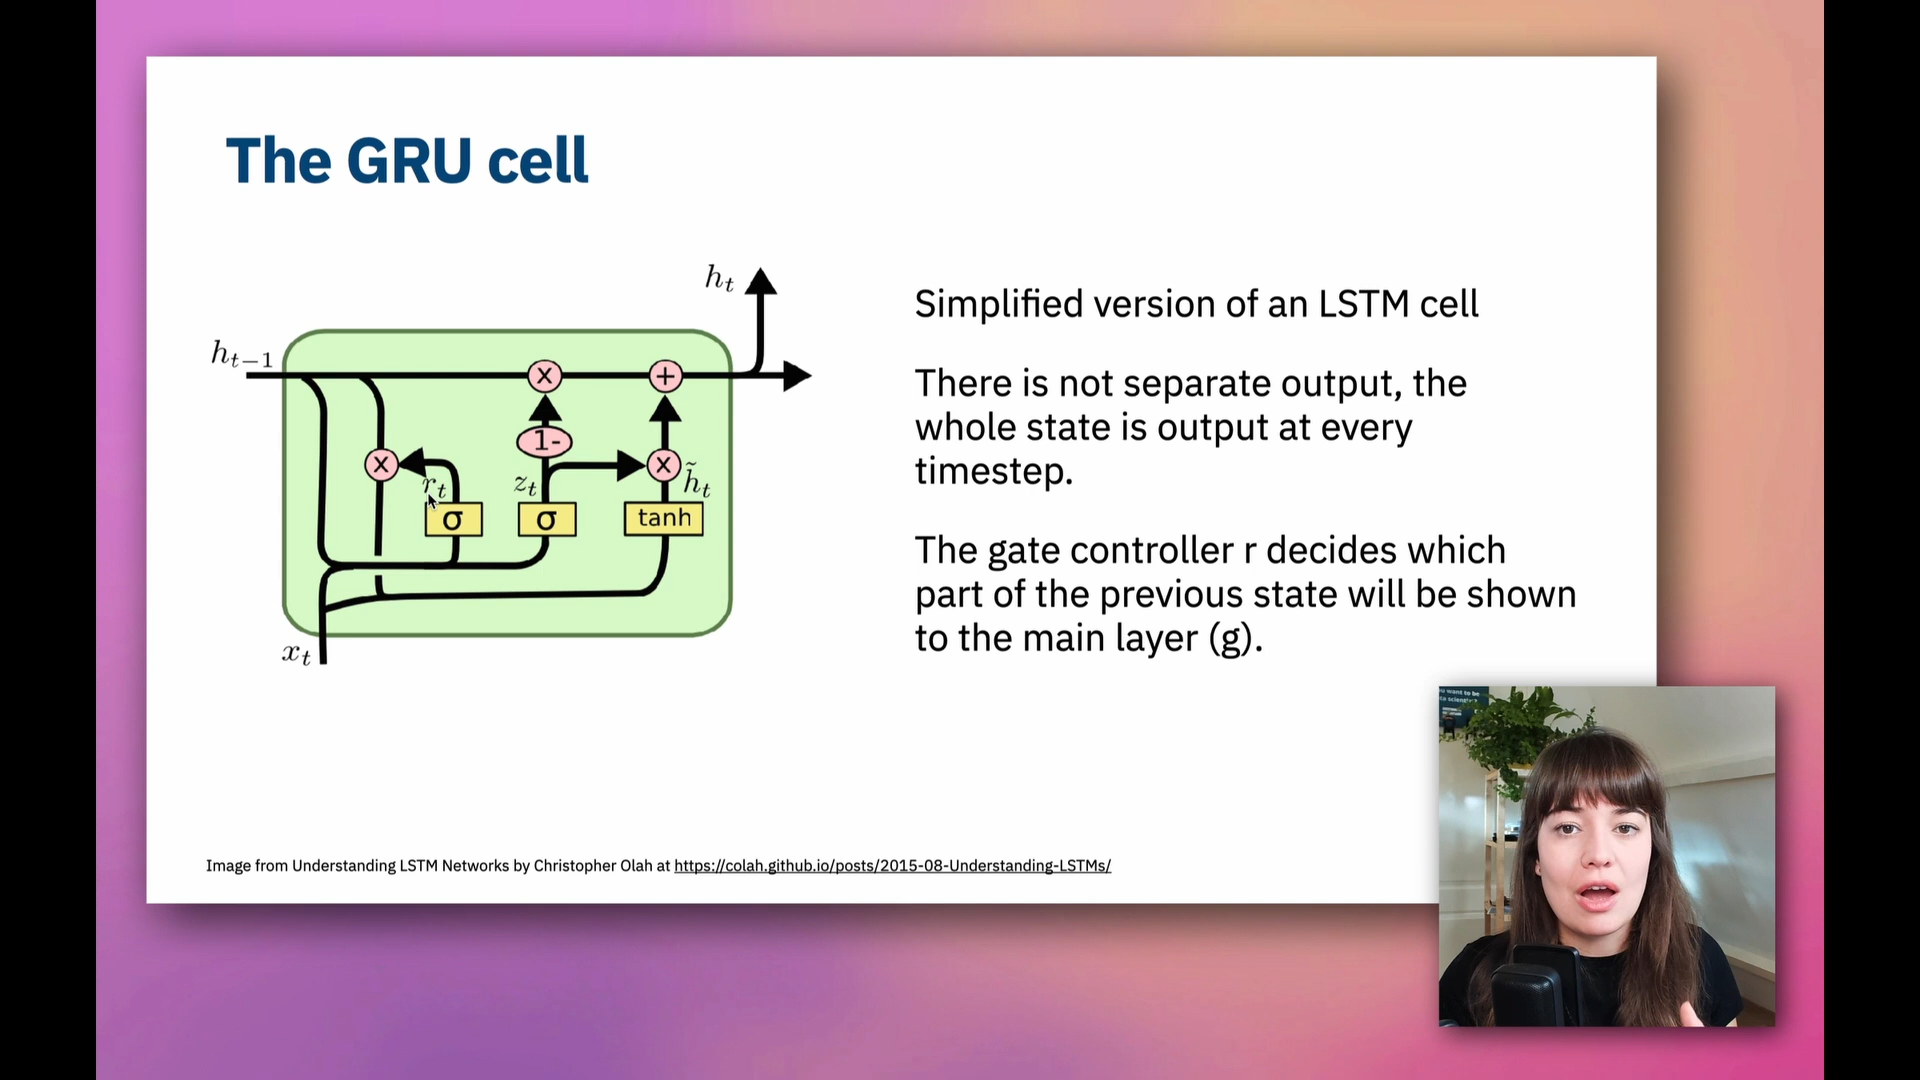 The GRU cell
h_t
h_{t-1}
x
+
1-
x
x
r_t
z_t
h̃_t
σ
σ
tanh
x_t
Simplified version of an LSTM cell
There is not separate output, the
whole state is output at every
timestep.
The gate controller r decides which
part of the previous state will be shown
to the main layer (g).
Image from Understanding LSTM Networks by Christopher Olah at https://colah.github.io/posts/2015-08-Understanding-LSTMs/
want to be